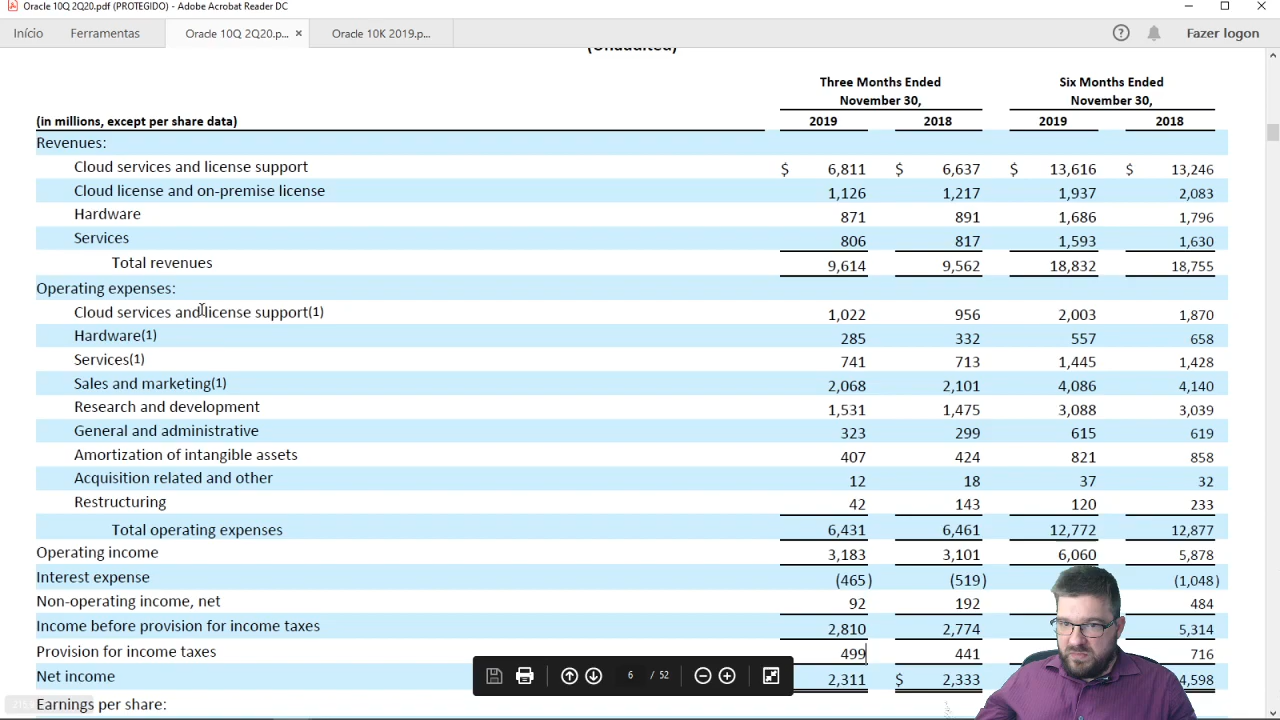 Oracle 10Q 2Q20.pdf (PROTEGIDO) - Adobe Acrobat Reader DC
Início Ferramentas Oracle 10Q 2Q20.p... × Oracle 10K 2019.p... Fazer logon
(Unaudited)
Three Months Ended Six Months Ended
November 30, November 30,
(in millions, except per share data) 2019 2018 2019 2018
Revenues:
Cloud services and license support $ 6,811 $ 6,637 $ 13,616 $ 13,246
Cloud license and on-premise license 1,126 1,217 1,937 2,083
Hardware 871 891 1,686 1,796
Services 806 817 1,593 1,630
Total revenues 9,614 9,562 18,832 18,755
Operating expenses:
Cloud services and license support(1) 1,022 956 2,003 1,870
Hardware(1) 285 332 557 658
Services(1) 741 713 1,445 1,428
Sales and marketing(1) 2,068 2,101 4,086 4,140
Research and development 1,531 1,475 3,088 3,039
General and administrative 323 299 615 619
Amortization of intangible assets 407 424 821 858
Acquisition related and other 12 18 37 32
Restructuring 42 143 120 233
Total operating expenses 6,431 6,461 12,772 12,877
Operating income 3,183 3,101 6,060 5,878
Interest expense (465) (519) (1,048)
Non-operating income, net 92 192 484
Income before provision for income taxes 2,810 2,774 5,314
Provision for income taxes 499 441 716
Net income 2,311 $ 2,333 4,598
6 / 52
Earnings per share: